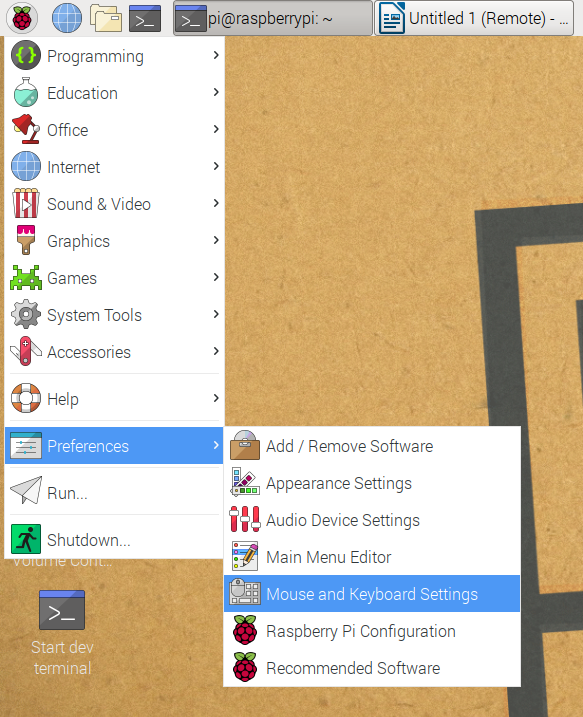 pi@raspberrypi: ~
Untitled 1 (Remote) - ...
Programming
Education
Office
Internet
Sound & Video
Graphics
Games
System Tools
Accessories
Help
Preferences
Add / Remove Software
Appearance Settings
Audio Device Settings
Main Menu Editor
Mouse and Keyboard Settings
Raspberry Pi Configuration
Recommended Software
Run...
Shutdown...
Volume Cont...
Start dev
terminal